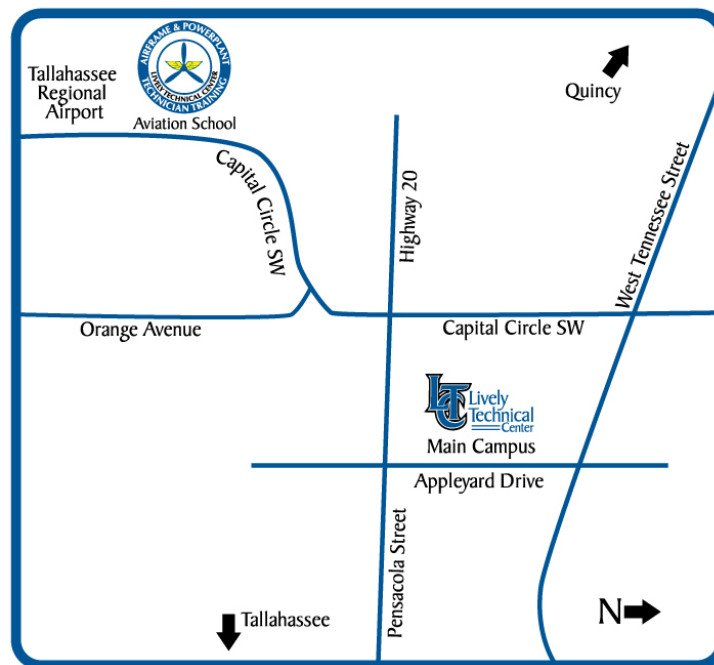 AIRFRAME & POWERPLANT
LIVELY TECHNICAL CENTER
TECHNICIAN TRAINING
Aviation School
Tallahassee
Regional
Airport
Quincy
Capital Circle SW
Highway 20
West Tennessee Street
Orange Avenue
Capital Circle SW
LTC
Lively
Technical
Center
Main Campus
Appleyard Drive
Pensacola Street
Tallahassee
N